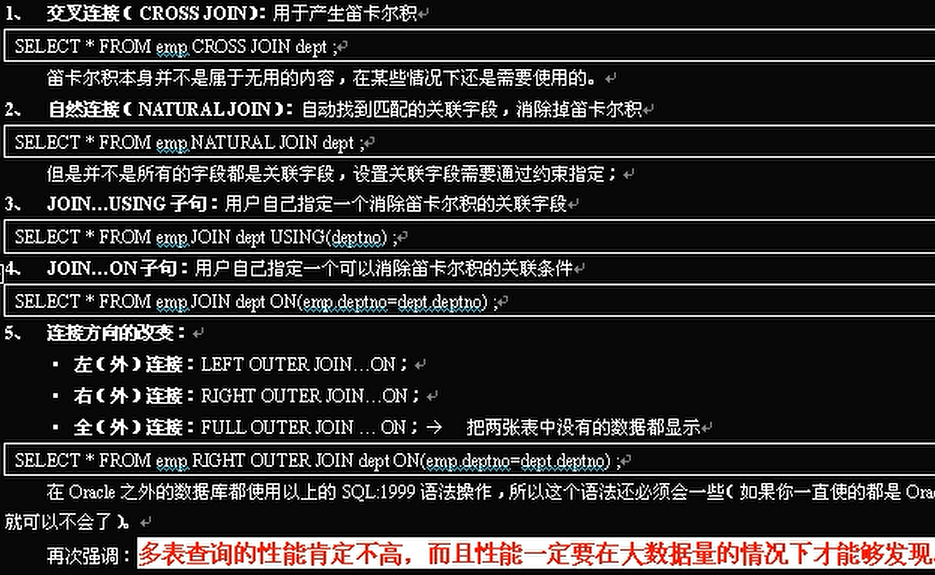 1、 交叉连接（CROSS JOIN）：用于产生笛卡尔积
SELECT * FROM emp CROSS JOIN dept ;
笛卡尔积本身并不是属于无用的内容，在某些情况下还是需要使用的。
2、 自然连接（NATURAL JOIN）：自动找到匹配的关联字段，消除掉笛卡尔积
SELECT * FROM emp NATURAL JOIN dept ;
但是并不是所有的字段都是关联字段，设置关联字段需要通过约束指定；
3、 JOIN…USING 子句：用户自己指定一个消除笛卡尔积的关联字段
SELECT * FROM emp JOIN dept USING(deptno) ;
4、 JOIN…ON 子句：用户自己指定一个可以消除笛卡尔积的关联条件
SELECT * FROM emp JOIN dept ON(emp.deptno=dept.deptno) ;
5、 连接方向的改变：
▪ 左（外）连接：LEFT OUTER JOIN…ON；
▪ 右（外）连接：RIGHT OUTER JOIN…ON；
▪ 全（外）连接：FULL OUTER JOIN … ON；→ 把两张表中没有的数据都显示
SELECT * FROM emp RIGHT OUTER JOIN dept ON(emp.deptno=dept.deptno) ;
在 Oracle 之外的数据库都使用以上的 SQL:1999 语法操作，所以这个语法还必须会一些（如果你一直使的都是 Ora
就可以不会了）。
再次强调：多表查询的性能肯定不高，而且性能一定要在大数据量的情况下才能够发现